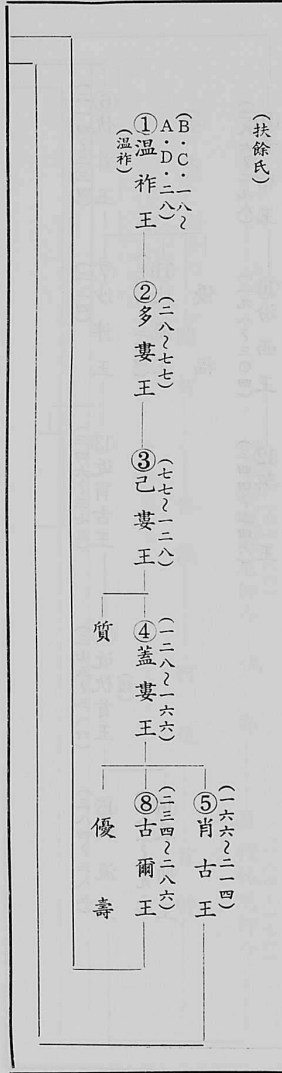 (扶餘氏)
(B・C・一八~
A・D・二八)
①溫祚王
(溫祚)
(二八~七七)
②多婁王
(七七~一二八)
③己婁王
(一二八~一六六)
④蓋婁王
質
(一六六~二一四)
⑤肖古王
(二三四~二八六)
⑧古爾王
優壽